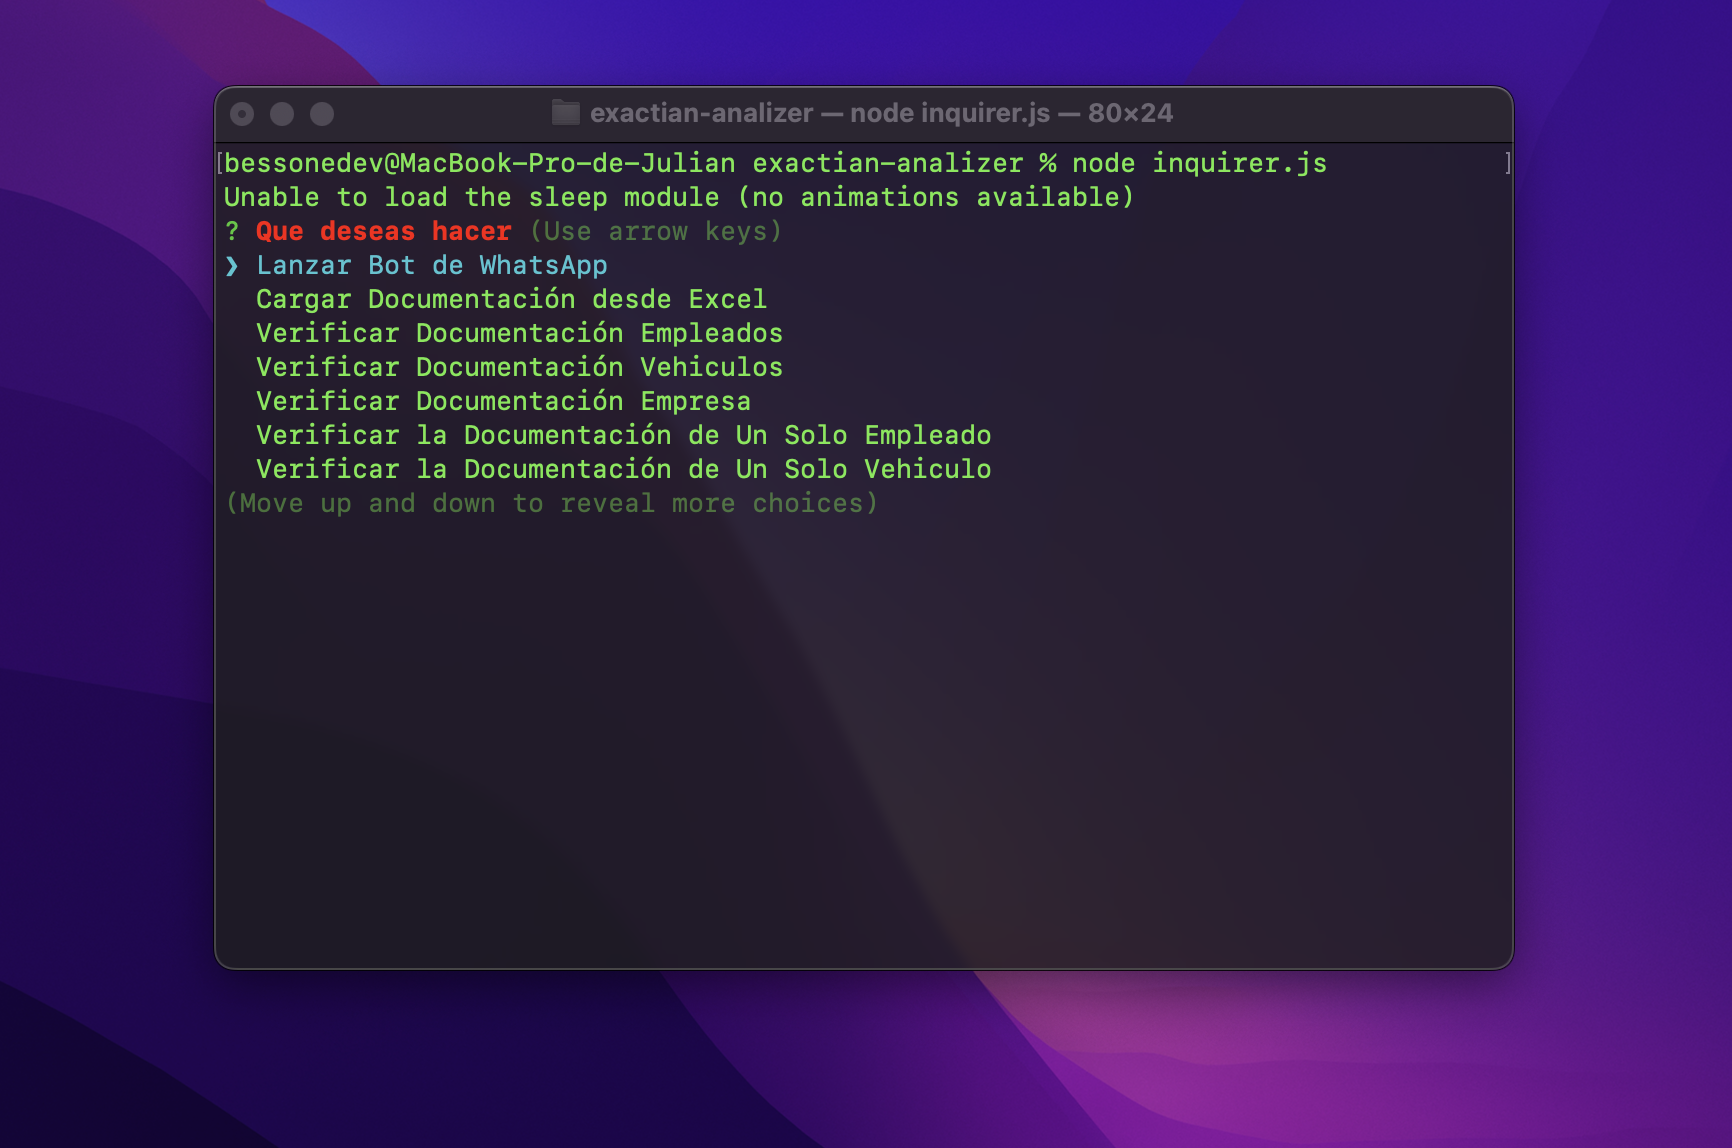 exactian-analizer — node inquirer.js — 80×24
[bessonedev@MacBook-Pro-de-Julian exactian-analizer % node inquirer.js ]
Unable to load the sleep module (no animations available)
? Que deseas hacer (Use arrow keys)
❯ Lanzar Bot de WhatsApp
Cargar Documentación desde Excel
Verificar Documentación Empleados
Verificar Documentación Vehiculos
Verificar Documentación Empresa
Verificar la Documentación de Un Solo Empleado
Verificar la Documentación de Un Solo Vehiculo
(Move up and down to reveal more choices)